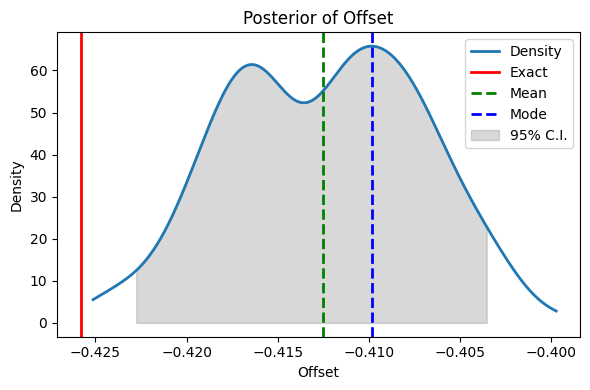 Posterior of Offset
Density
60
50
40
30
20
10
0
Density
Exact
Mean
Mode
95% C.I.
−0.425 −0.420 −0.415 −0.410 −0.405 −0.400
Offset